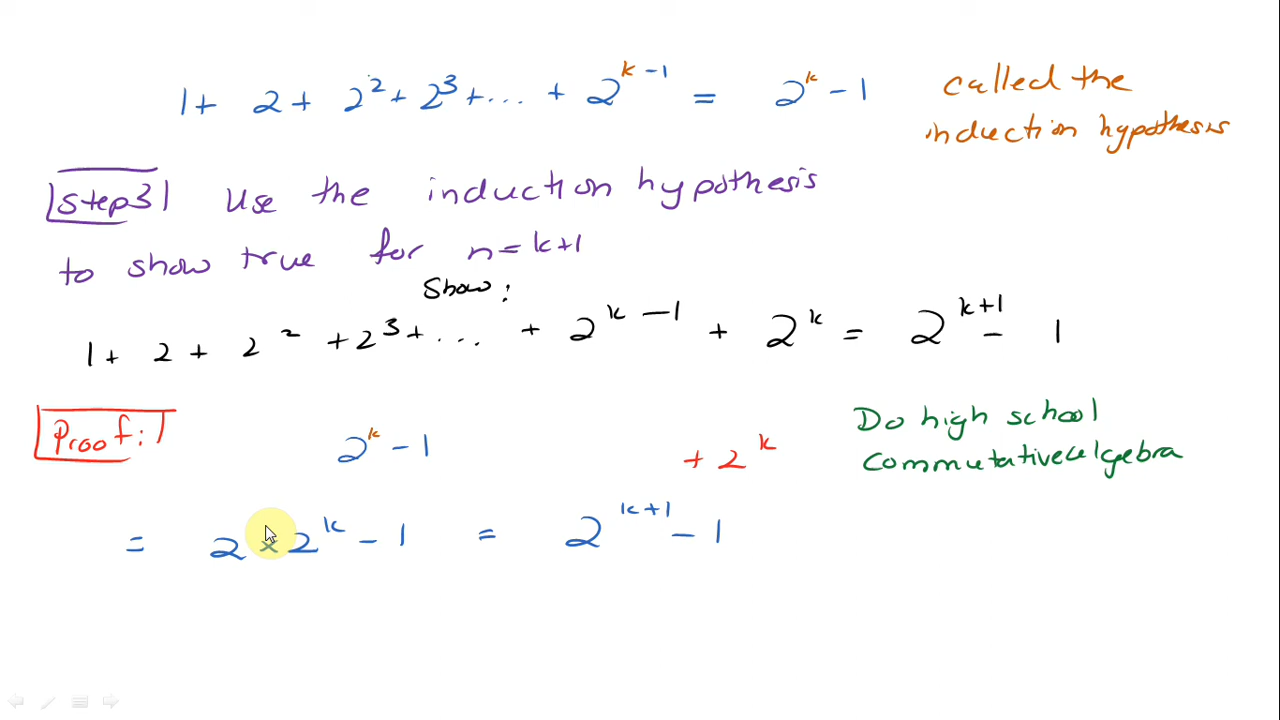 1 + 2 + 2² + 2³ + ... + 2^(k-1) = 2^k - 1 called the
induction hypothesis
Step3 Use the induction hypothesis
to show true for n = k+1
Show:
1 + 2 + 2² + 2³ + ... + 2^(k-1) + 2^k = 2^(k+1) - 1
Proof: 2^k - 1 + 2^k Do high school
commutative algebra
= 2 × 2^k - 1 = 2^(k+1) - 1